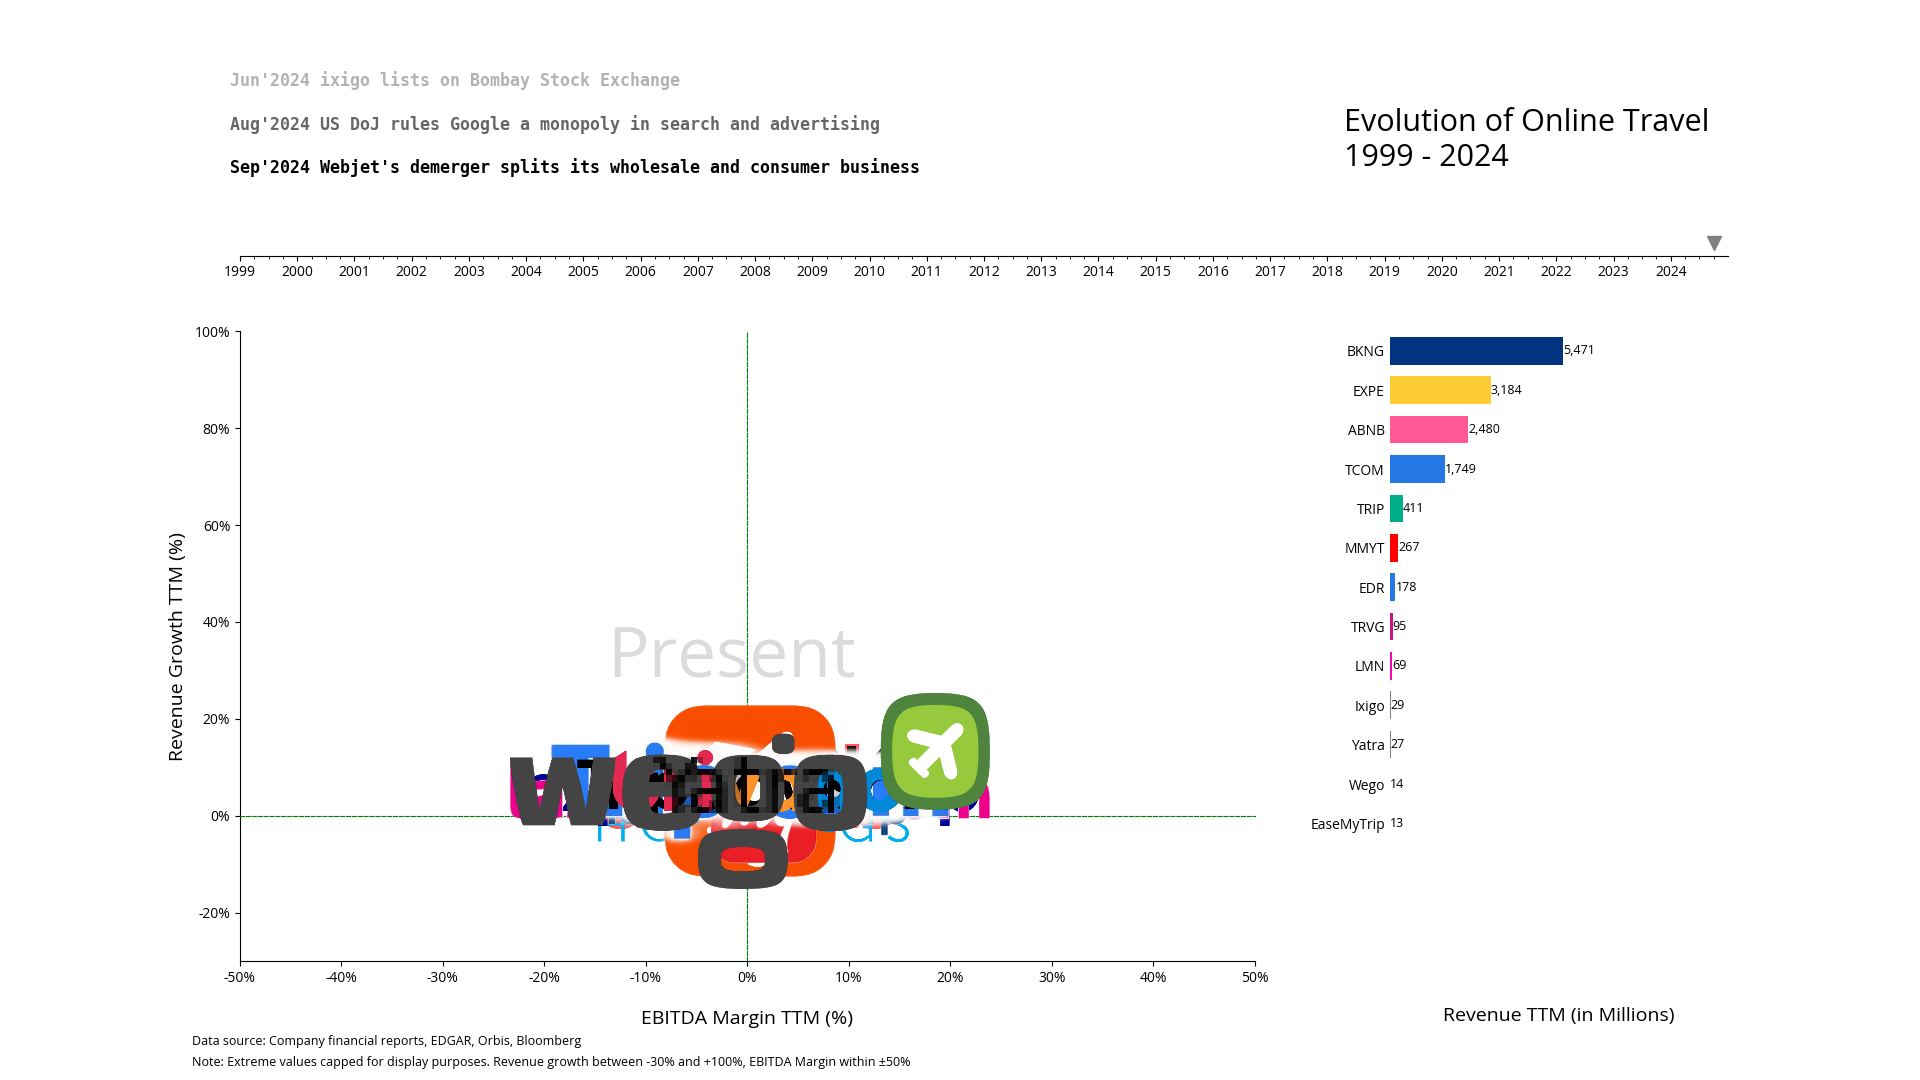 Jun'2024 ixigo lists on Bombay Stock Exchange
Aug'2024 US DoJ rules Google a monopoly in search and advertising
Sep'2024 Webjet's demerger splits its wholesale and consumer business
Evolution of Online Travel
1999 - 2024
1999 2000 2001 2002 2003 2004 2005 2006 2007 2008 2009 2010 2011 2012 2013 2014 2015 2016 2017 2018 2019 2020 2021 2022 2023 2024
Revenue Growth TTM (%)
100%
80%
60%
40%
20%
0%
-20%
Present
-50% -40% -30% -20% -10% 0% 10% 20% 30% 40% 50%
EBITDA Margin TTM (%)
BKNG 5,471
EXPE 3,184
ABNB 2,480
TCOM 1,749
TRIP 411
MMYT 267
EDR 178
TRVG 95
LMN 69
Ixigo 29
Yatra 27
Wego 14
EaseMyTrip 13
Revenue TTM (in Millions)
Data source: Company financial reports, EDGAR, Orbis, Bloomberg
Note: Extreme values capped for display purposes. Revenue growth between -30% and +100%, EBITDA Margin within ±50%